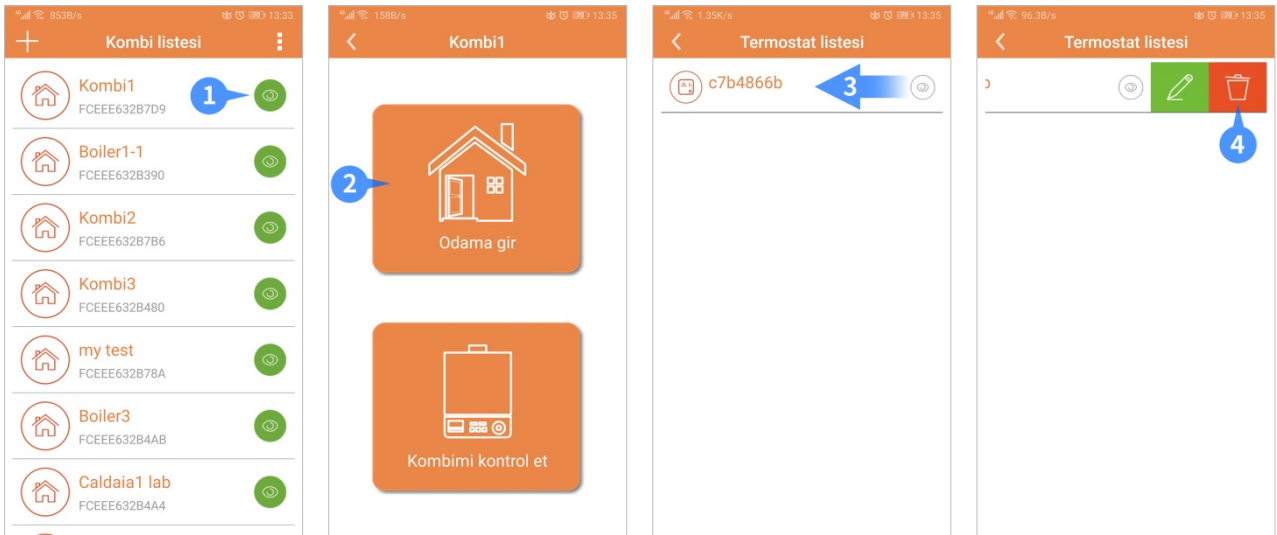 853B/s 13:33
Kombi listesi
Kombi1
FCEEE632B7D9
1
Boiler1-1
FCEEE632B390
Kombi2
FCEEE632B7B6
Kombi3
FCEEE632B480
my test
FCEEE632B78A
Boiler3
FCEEE632B4AB
Caldaia1 lab
FCEEE632B4A4
158B/s 13:35
Kombi1
2
Odama gir
Kombimi kontrol et
1.35K/s 13:35
Termostat listesi
c7b4866b
3
96.3B/s 13:35
Termostat listesi
4